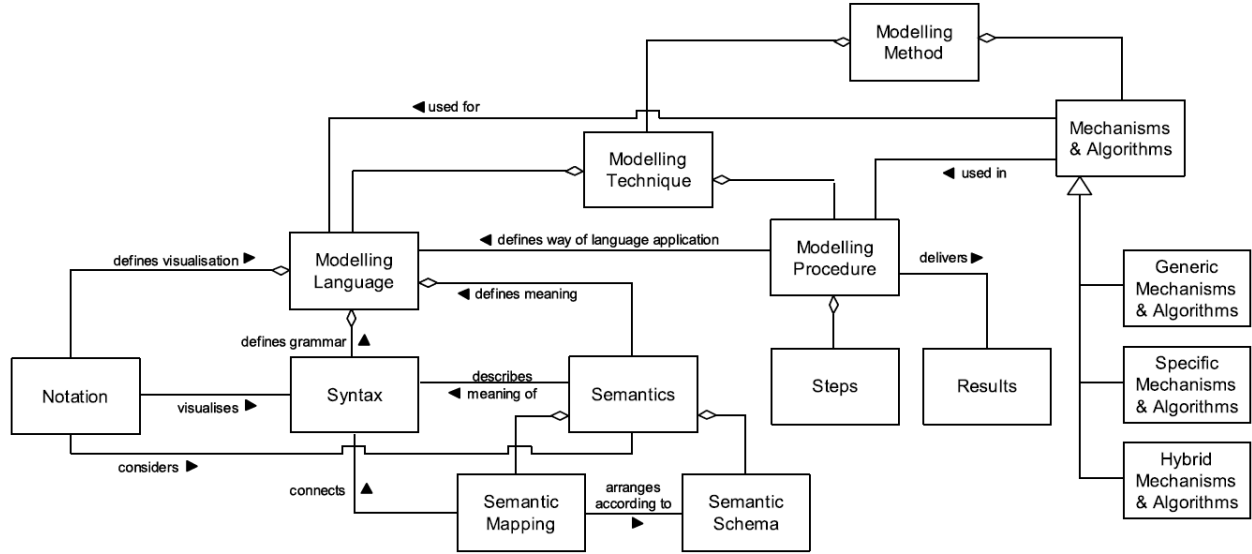 Modelling
Method
◄ used for
Mechanisms
& Algorithms
Modelling
Technique
◄ used in
◄ defines way of language application
Modelling
Language
Modelling
Procedure
defines visualisation ►
delivers ►
◄ defines meaning
Generic
Mechanisms
& Algorithms
defines grammar ▲
Notation
Syntax
describes
◄ meaning of
Semantics
Steps
Results
Specific
Mechanisms
& Algorithms
visualises ►
considers ►
connects ▲
Semantic
Mapping
arranges
according to
►
Semantic
Schema
Hybrid
Mechanisms
& Algorithms